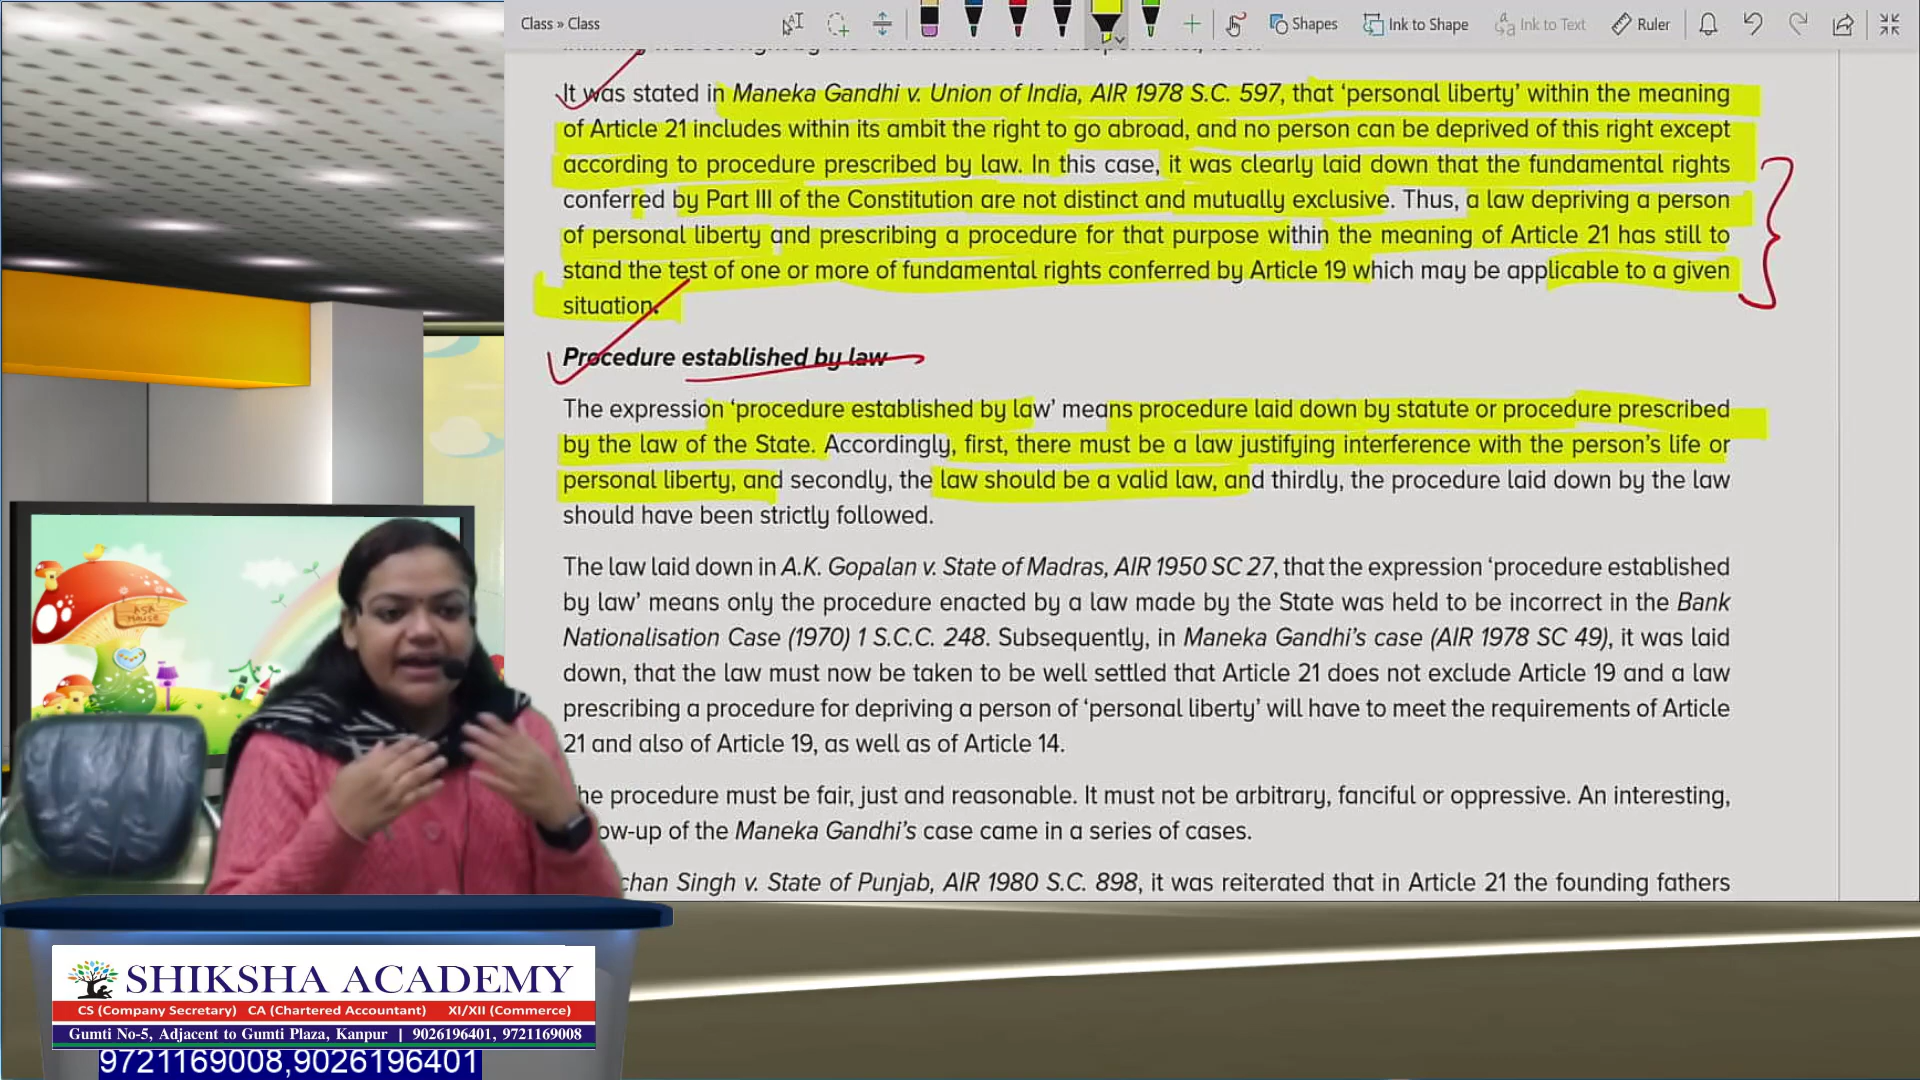 Class » Class
Shapes
Ink to Shape
Ink to Text
Ruler
It was stated in Maneka Gandhi v. Union of India, AIR 1978 S.C. 597, that ‘personal liberty’ within the meaning
of Article 21 includes within its ambit the right to go abroad, and no person can be deprived of this right except
according to procedure prescribed by law. In this case, it was clearly laid down that the fundamental rights
conferred by Part III of the Constitution are not distinct and mutually exclusive. Thus, a law depriving a person
of personal liberty and prescribing a procedure for that purpose within the meaning of Article 21 has still to
stand the test of one or more of fundamental rights conferred by Article 19 which may be applicable to a given
situation.
Procedure established by law
The expression ‘procedure established by law’ means procedure laid down by statute or procedure prescribed
by the law of the State. Accordingly, first, there must be a law justifying interference with the person’s life or
personal liberty, and secondly, the law should be a valid law, and thirdly, the procedure laid down by the law
should have been strictly followed.
The law laid down in A.K. Gopalan v. State of Madras, AIR 1950 SC 27, that the expression ‘procedure established
by law’ means only the procedure enacted by a law made by the State was held to be incorrect in the Bank
Nationalisation Case (1970) 1 S.C.C. 248. Subsequently, in Maneka Gandhi’s case (AIR 1978 SC 49), it was laid
down, that the law must now be taken to be well settled that Article 21 does not exclude Article 19 and a law
prescribing a procedure for depriving a person of ‘personal liberty’ will have to meet the requirements of Article
21 and also of Article 19, as well as of Article 14.
he procedure must be fair, just and reasonable. It must not be arbitrary, fanciful or oppressive. An interesting,
ow-up of the Maneka Gandhi’s case came in a series of cases.
chan Singh v. State of Punjab, AIR 1980 S.C. 898, it was reiterated that in Article 21 the founding fathers
SHIKSHA ACADEMY
CS (Company Secretary) CA (Chartered Accountant) XI/XII (Commerce)
Gumti No-5, Adjacent to Gumti Plaza, Kanpur | 9026196401, 9721169008
9721169008,9026196401